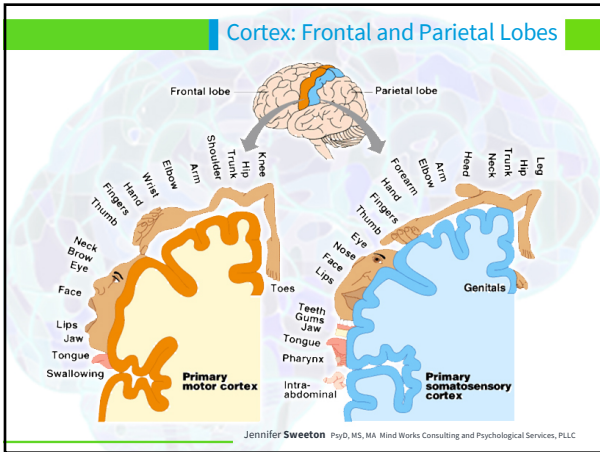 Cortex: Frontal and Parietal Lobes
Frontal lobe
Parietal lobe
Knee
Hip
Trunk
Shoulder
Arm
Elbow
Wrist
Hand
Fingers
Thumb
Neck
Brow
Eye
Face
Lips
Jaw
Tongue
Swallowing
Toes
Primary
motor cortex
Leg
Hip
Trunk
Neck
Head
Arm
Elbow
Forearm
Hand
Fingers
Thumb
Eye
Nose
Face
Lips
Teeth
Gums
Jaw
Tongue
Pharynx
Intra-
abdominal
Genitals
Primary
somatosensory
cortex
Jennifer Sweeton PsyD, MS, MA Mind Works Consulting and Psychological Services, PLLC